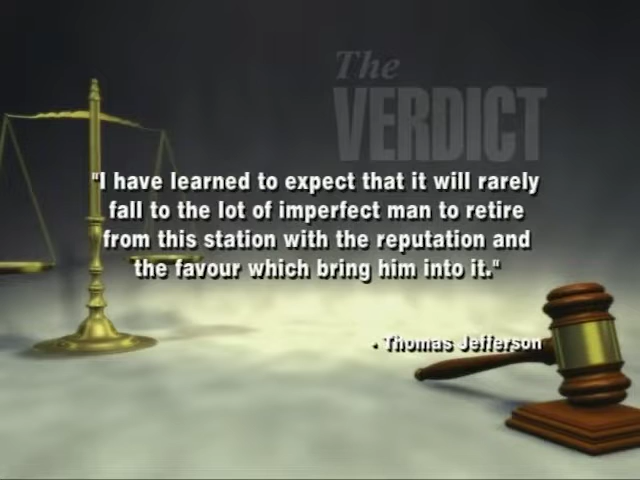 The
VERDICT
"I have learned to expect that it will rarely
fall to the lot of imperfect man to retire
from this station with the reputation and
the favour which bring him into it."
- Thomas Jefferson